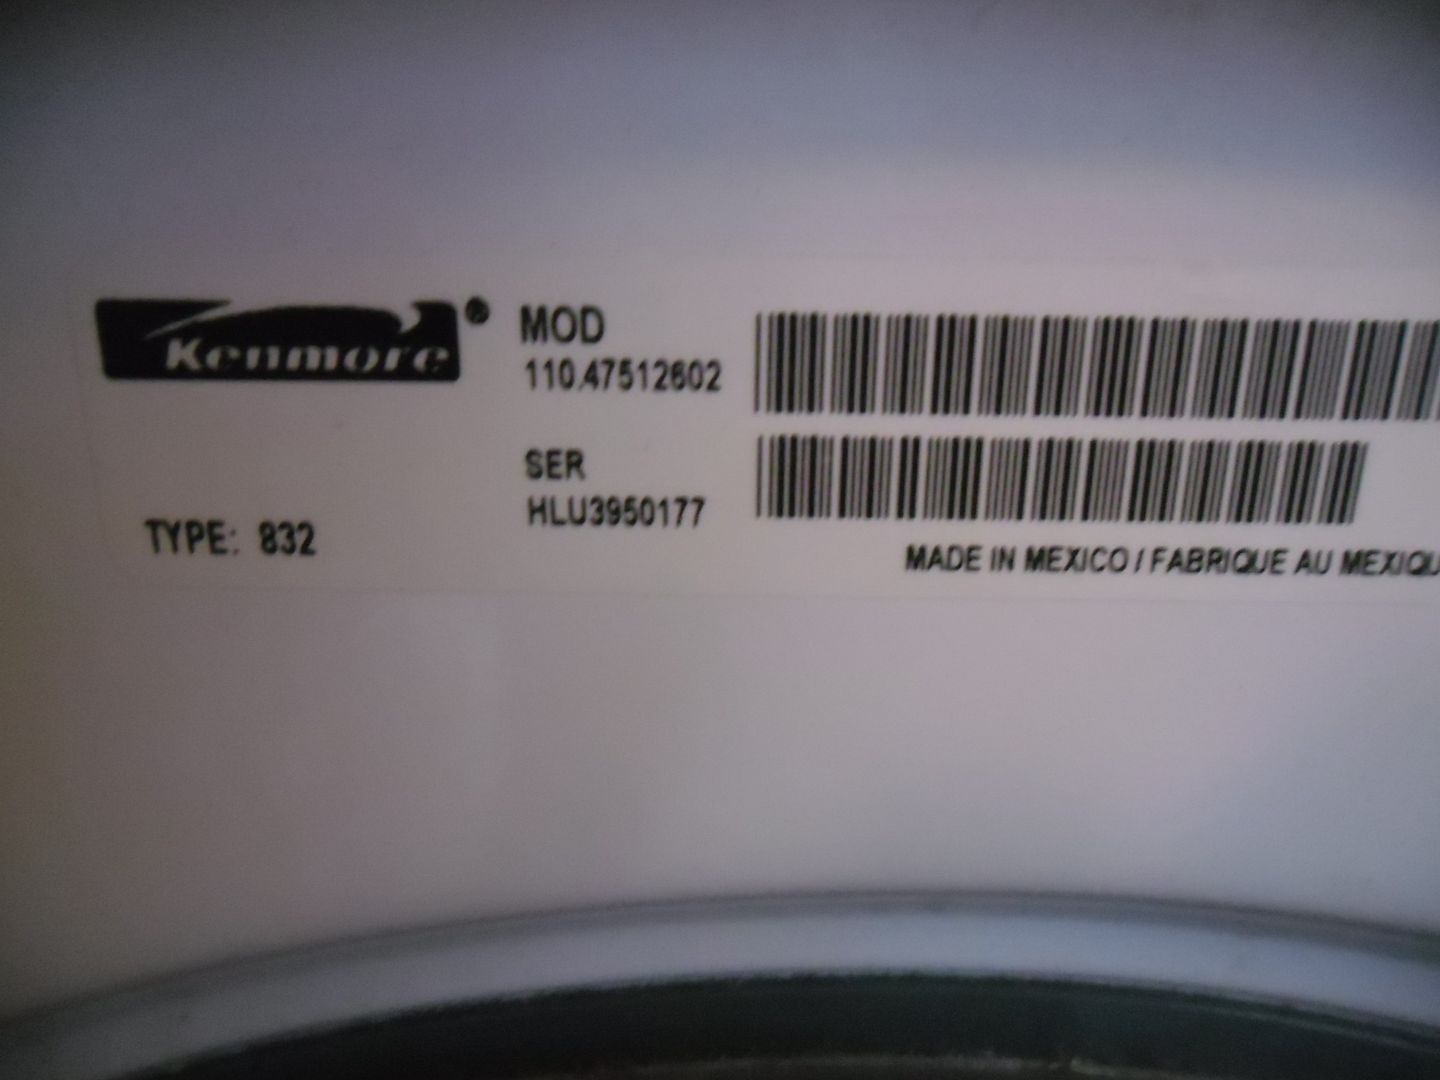 Kenmore®
MOD
110.47512602
SER
HLU3950177
TYPE: 832
MADE IN MEXICO / FABRIQUE AU MEXIQU